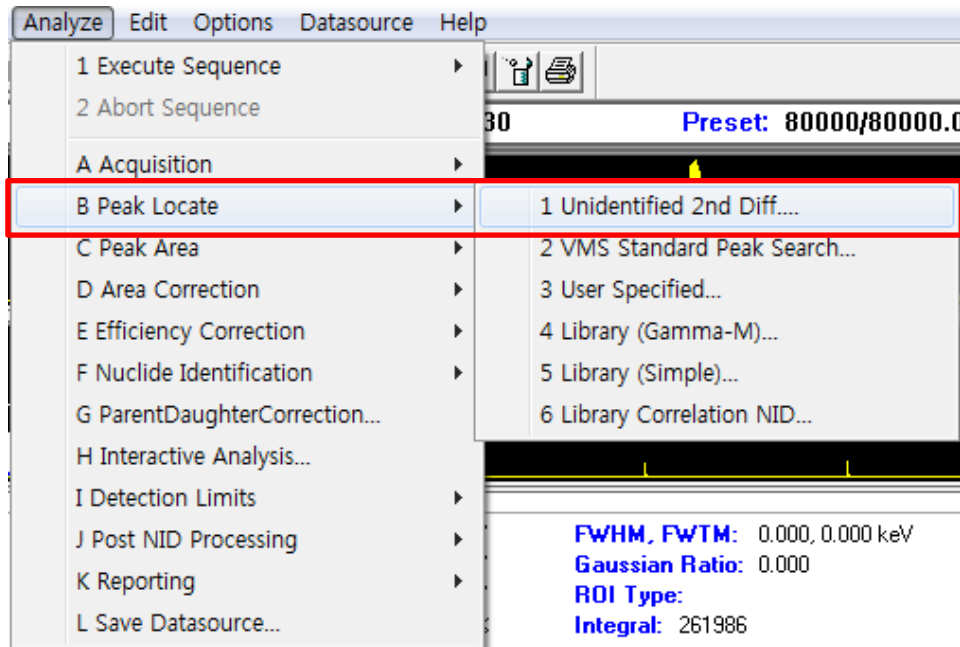 Analyze Edit Options Datasource Help
1 Execute Sequence
2 Abort Sequence
30 Preset: 80000/80000.0
A Acquisition
B Peak Locate
1 Unidentified 2nd Diff....
C Peak Area
2 VMS Standard Peak Search...
D Area Correction
3 User Specified...
E Efficiency Correction
4 Library (Gamma-M)...
F Nuclide Identification
5 Library (Simple)...
G ParentDaughterCorrection...
6 Library Correlation NID...
H Interactive Analysis...
I Detection Limits
J Post NID Processing
FWHM, FWTM: 0.000, 0.000 keV
Gaussian Ratio: 0.000
K Reporting
ROI Type:
L Save Datasource...
Integral: 261986